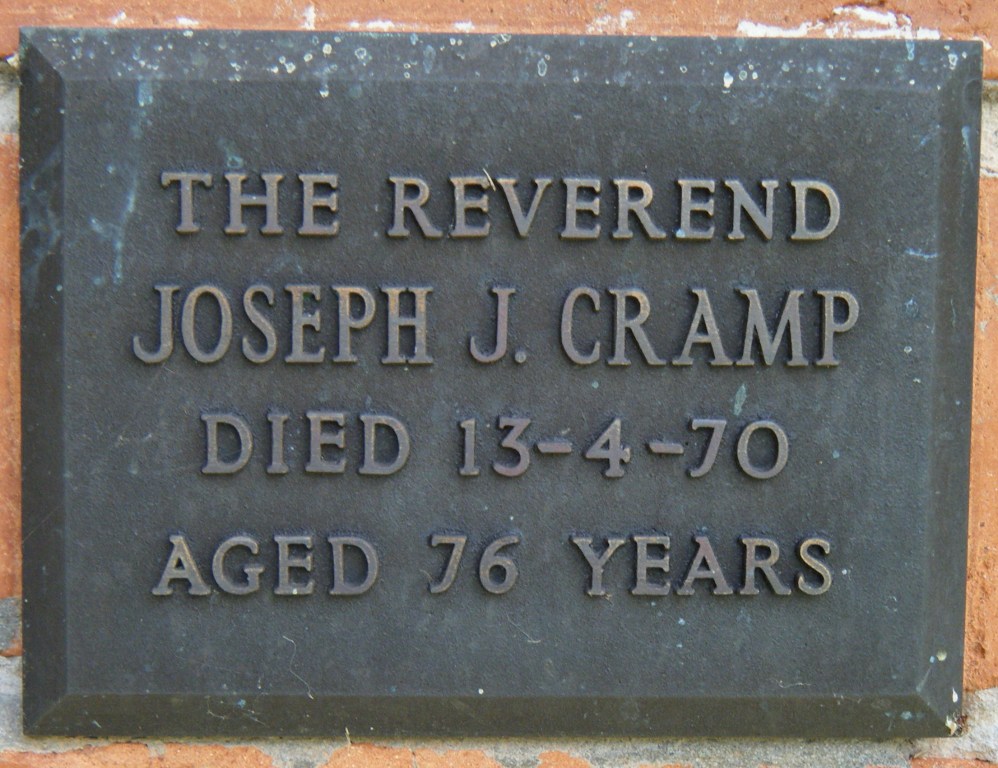 THE REVEREND
JOSEPH J. CRAMP
DIED 13-4-70
AGED 76 YEARS